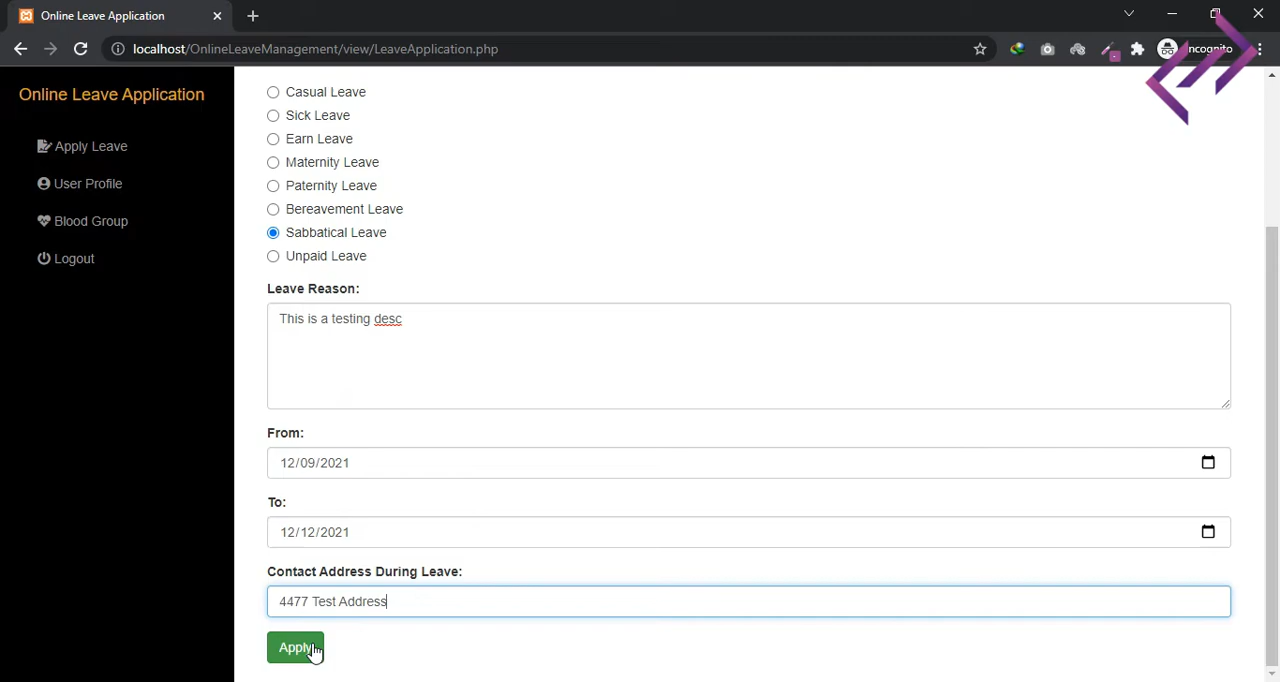 Online Leave Application
localhost/OnlineLeaveManagement/view/LeaveApplication.php
Incognito
Online Leave Application
Apply Leave
User Profile
Blood Group
Logout
Casual Leave
Sick Leave
Earn Leave
Maternity Leave
Paternity Leave
Bereavement Leave
Sabbatical Leave
Unpaid Leave
Leave Reason:
This is a testing desc
From:
12/09/2021
To:
12/12/2021
Contact Address During Leave:
4477 Test Address
Apply